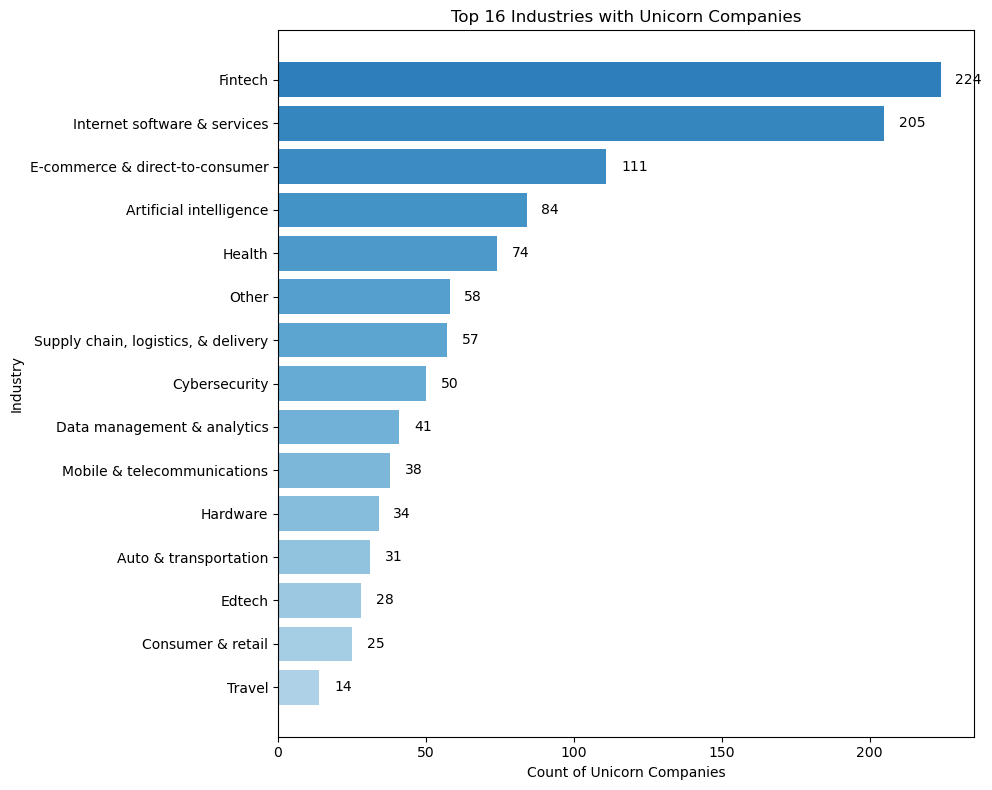 Top 16 Industries with Unicorn Companies
Fintech 224
Internet software & services 205
E-commerce & direct-to-consumer 111
Artificial intelligence 84
Health 74
Other 58
Supply chain, logistics, & delivery 57
Cybersecurity 50
Data management & analytics 41
Mobile & telecommunications 38
Hardware 34
Auto & transportation 31
Edtech 28
Consumer & retail 25
Travel 14
Industry
0 50 100 150 200
Count of Unicorn Companies